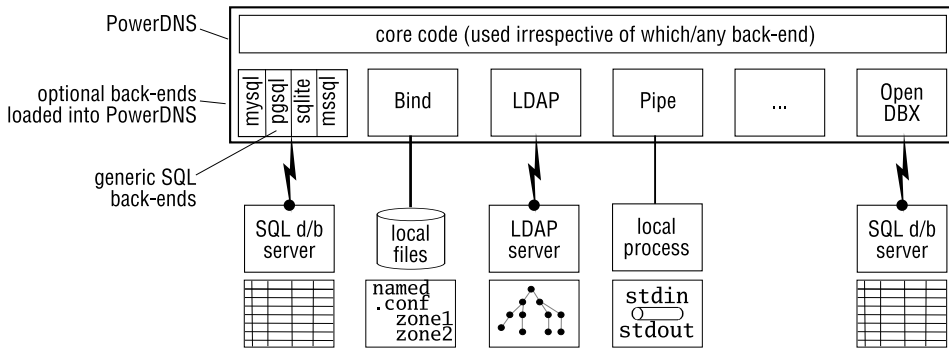 PowerDNS
core code (used irrespective of which/any back-end)
optional back-ends
loaded into PowerDNS
mysql
pgsql
sqlite
mssql
Bind
LDAP
Pipe
...
Open
DBX
generic SQL
back-ends
SQL d/b
server
local
files
LDAP
server
local
process
SQL d/b
server
named
.conf
zone1
zone2
stdin
stdout